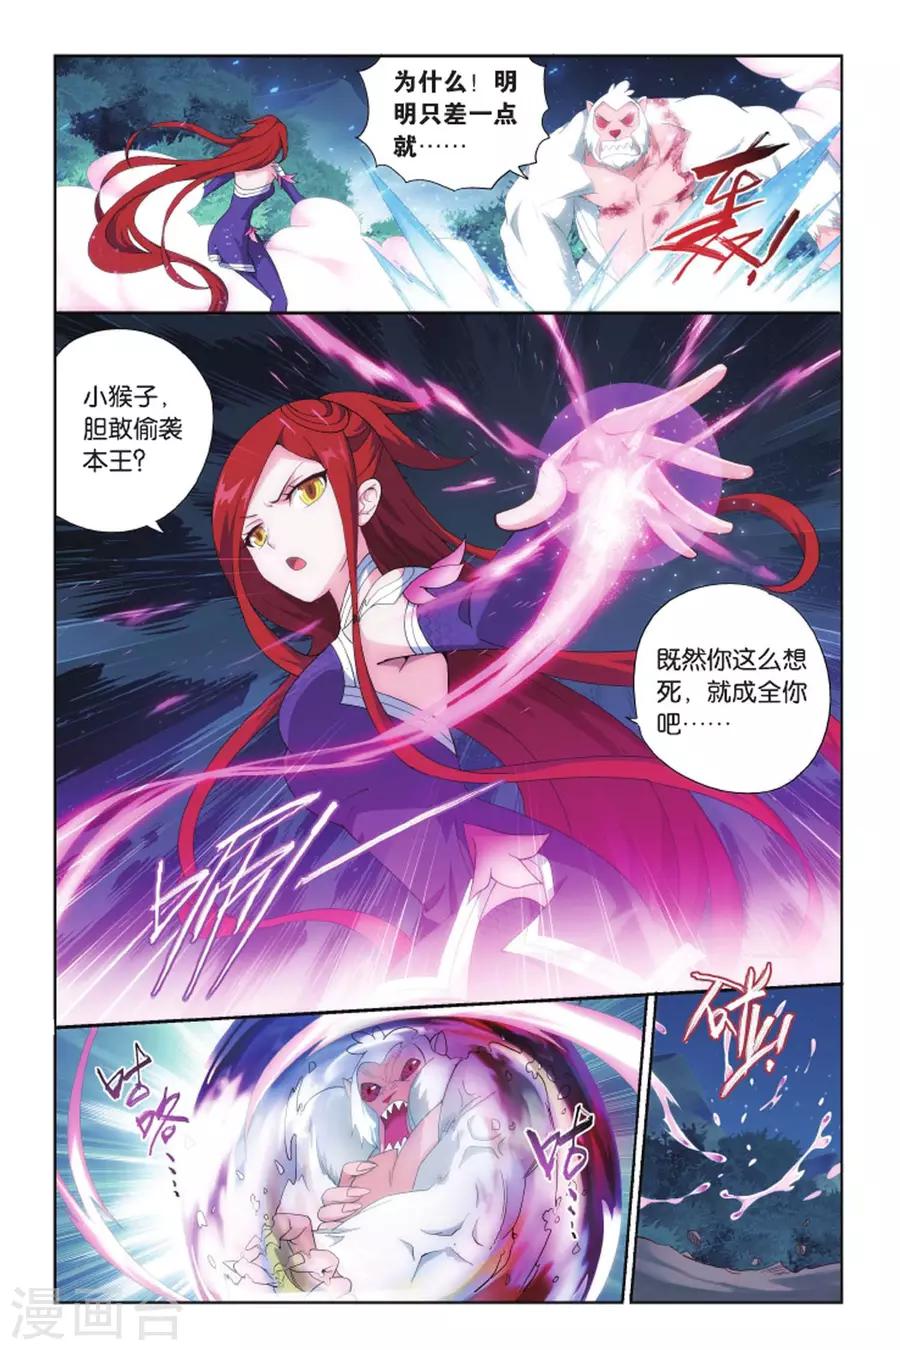 为什么！明
明只差一点
就……
轰！
小猴子，
胆敢偷袭
本王？
既然你这么想
死，就成全你
吧……
唰！
咕
咯……
咕……
碰！
漫画台